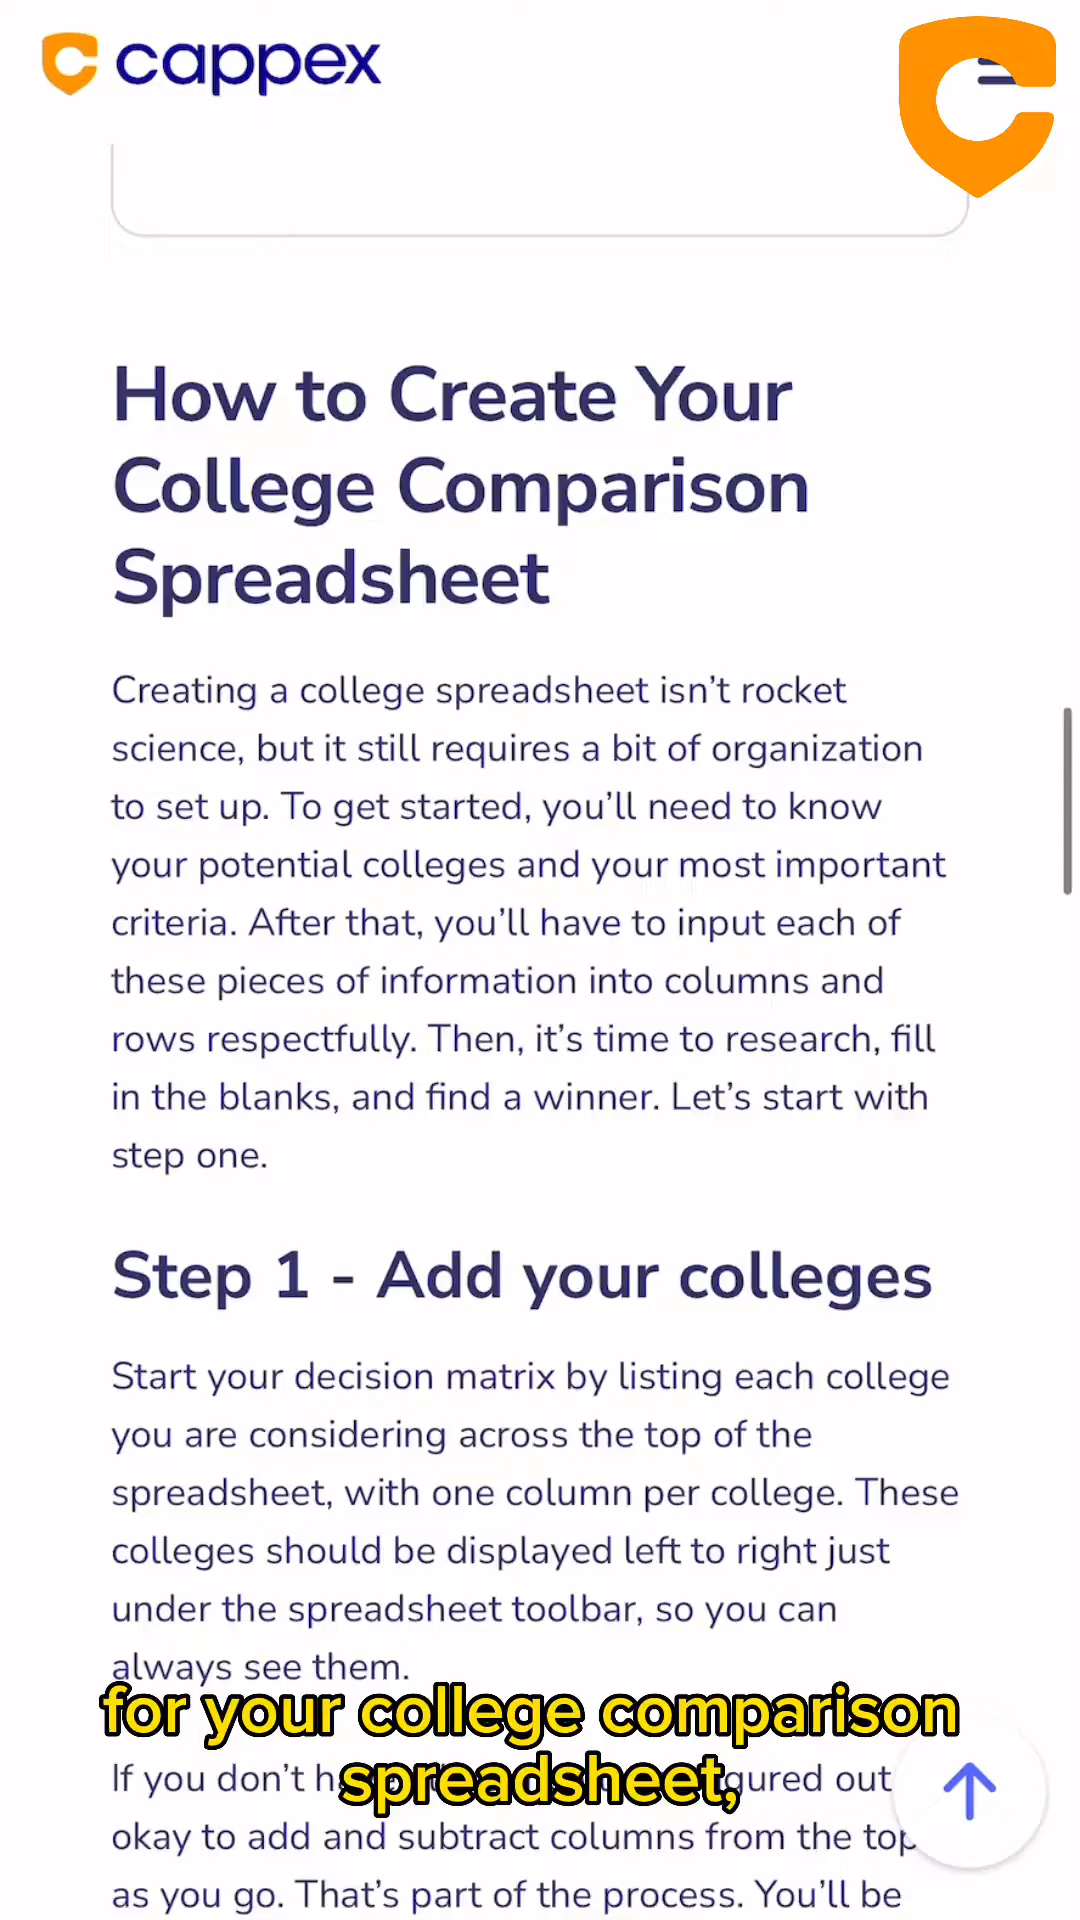 cappex
How to Create Your
College Comparison
Spreadsheet
Creating a college spreadsheet isn’t rocket
science, but it still requires a bit of organization
to set up. To get started, you’ll need to know
your potential colleges and your most important
criteria. After that, you’ll have to input each of
these pieces of information into columns and
rows respectfully. Then, it’s time to research, fill
in the blanks, and find a winner. Let’s start with
step one.
Step 1 - Add your colleges
Start your decision matrix by listing each college
you are considering across the top of the
spreadsheet, with one column per college. These
colleges should be displayed left to right just
under the spreadsheet toolbar, so you can
always see them.
for your college comparison
spreadsheet,
If you don’t out
okay to add and subtract columns from the top
as you go. That’s part of the process. You’ll be